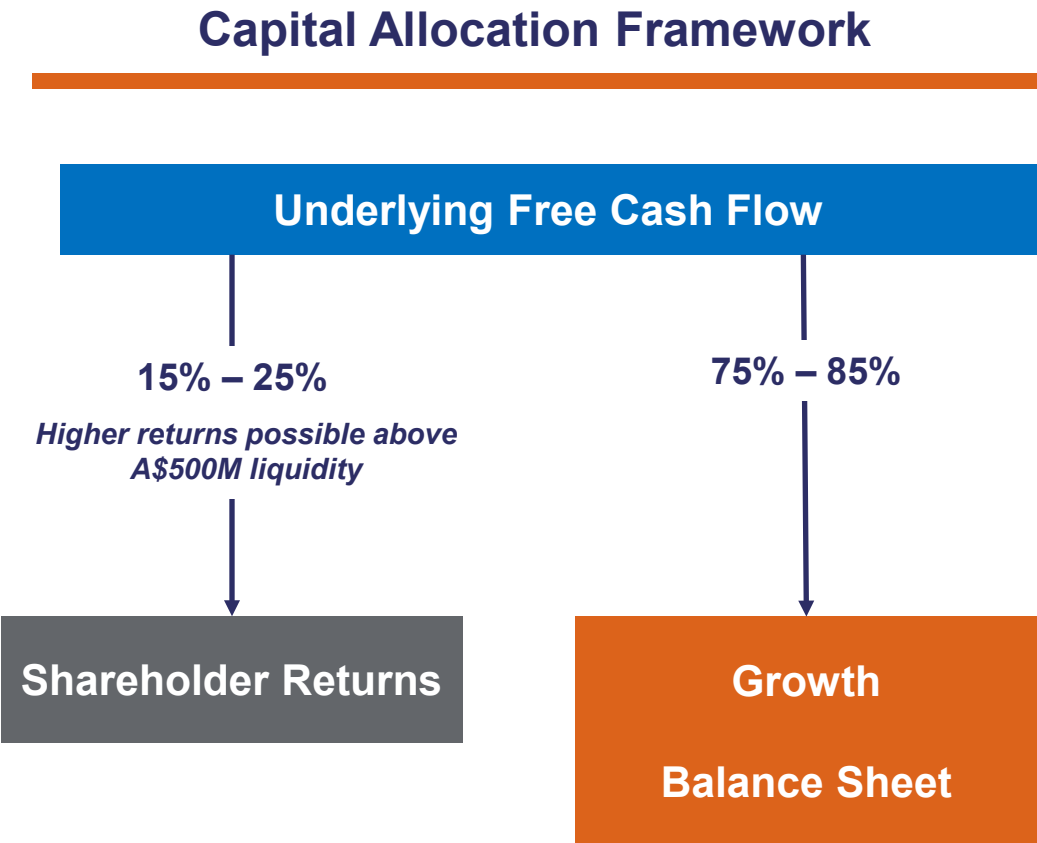 Capital Allocation Framework
Underlying Free Cash Flow
15% – 25%
Higher returns possible above
A$500M liquidity
75% – 85%
Shareholder Returns
Growth
Balance Sheet